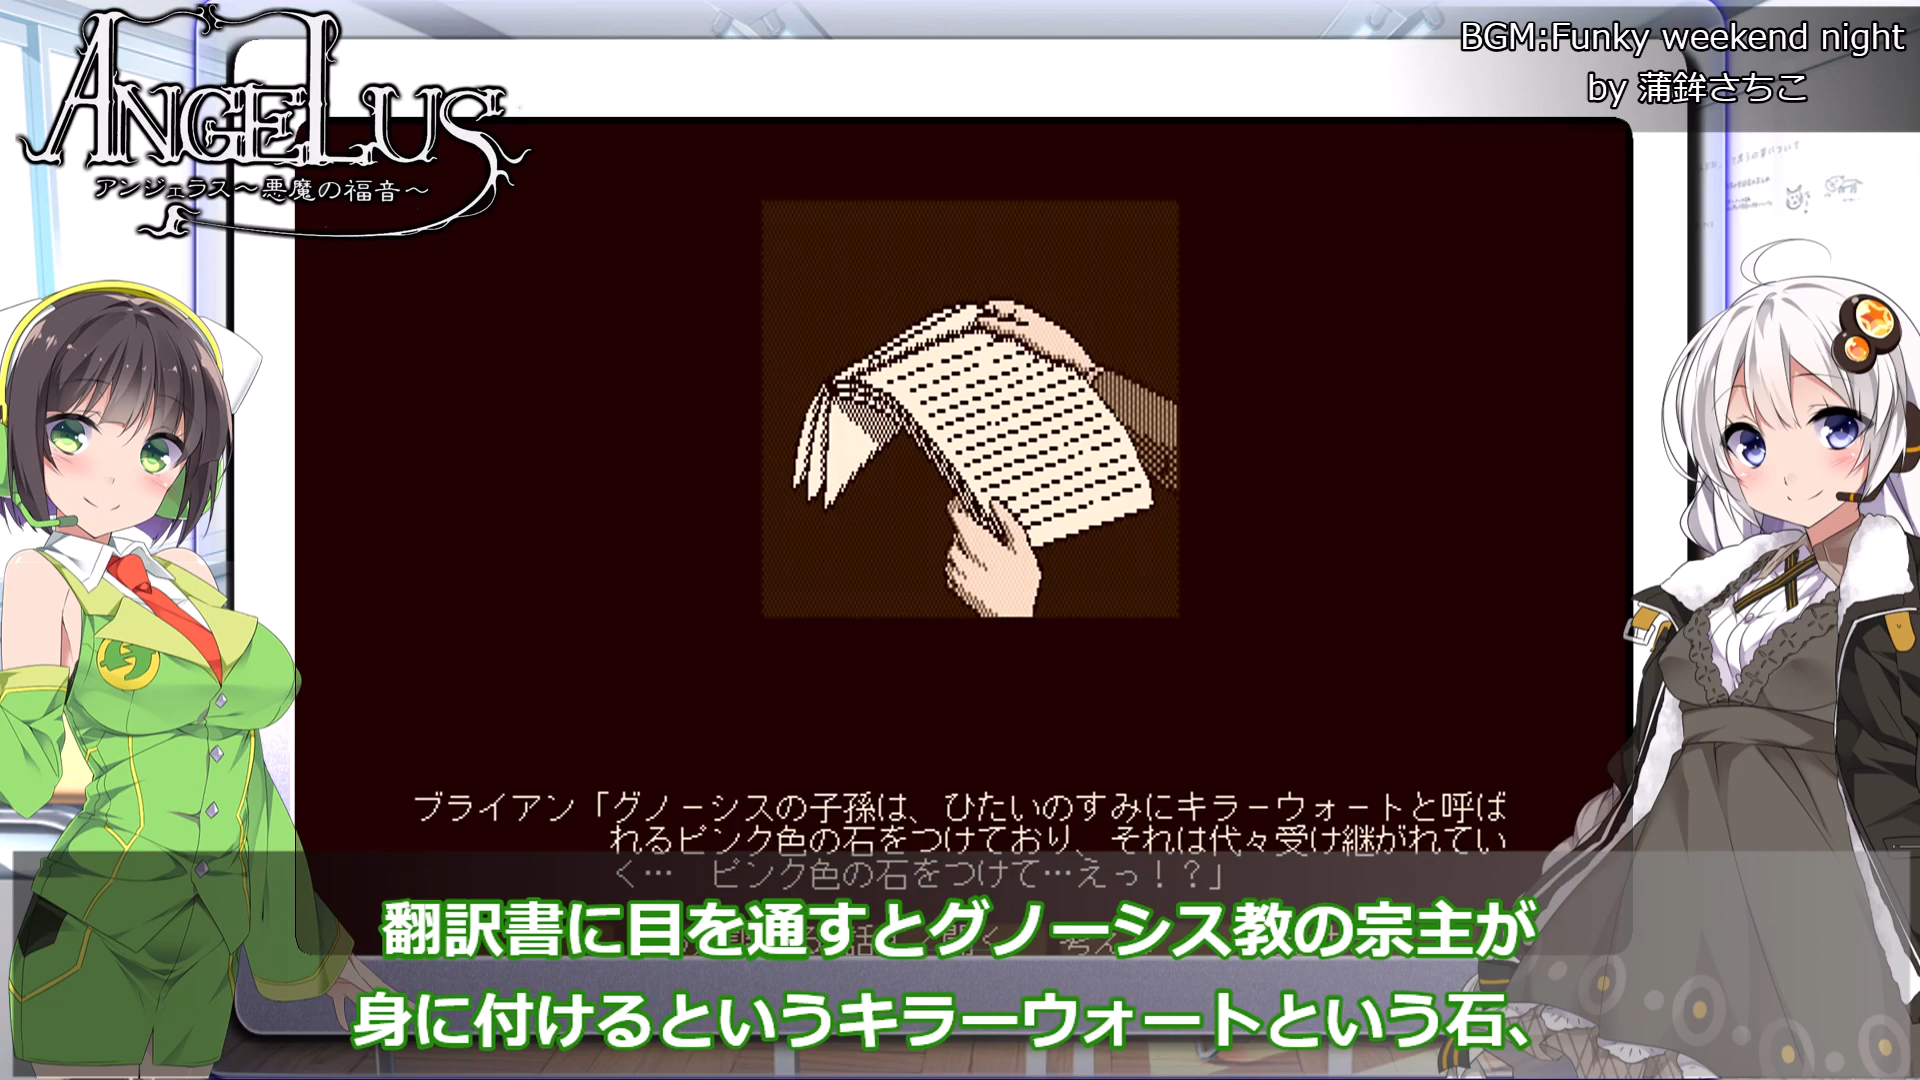 ANGELUS
アンジェラス〜悪魔の福音〜
BGM:Funky weekend night
by 蒲鉾さちこ
ブライアン「グノーシスの子孫は、ひたいのすみにキラーウォートと呼ば
れるピンク色の石をつけており、それは代々受け継がれてい
く… ピンク色の石をつけて…えっ！？」
翻訳書に目を通すとグノーシス教の宗主が
身に付けるというキラーウォートという石、